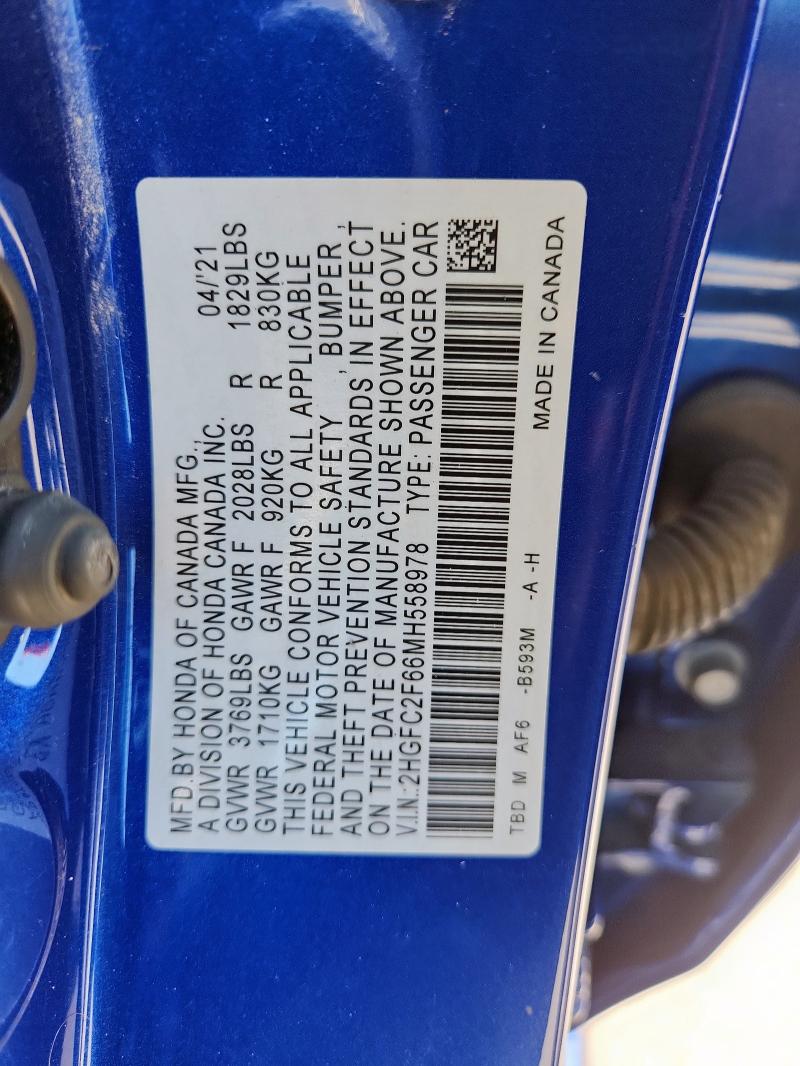 MFD. BY HONDA OF CANADA MFG.,
A DIVISION OF HONDA CANADA INC. 04/'21
GVWR 3769LBS GAWR F 2028LBS R 1829LBS
GVWR 1710KG GAWR F 920KG R 830KG
THIS VEHICLE CONFORMS TO ALL APPLICABLE
FEDERAL MOTOR VEHICLE SAFETY , BUMPER ,
AND THEFT PREVENTION STANDARDS IN EFFECT
ON THE DATE OF MANUFACTURE SHOWN ABOVE.
V.I.N.:2HGFC2F66MH558978 TYPE: PASSENGER CAR
TBD M AF6 -B593M -A -H MADE IN CANADA